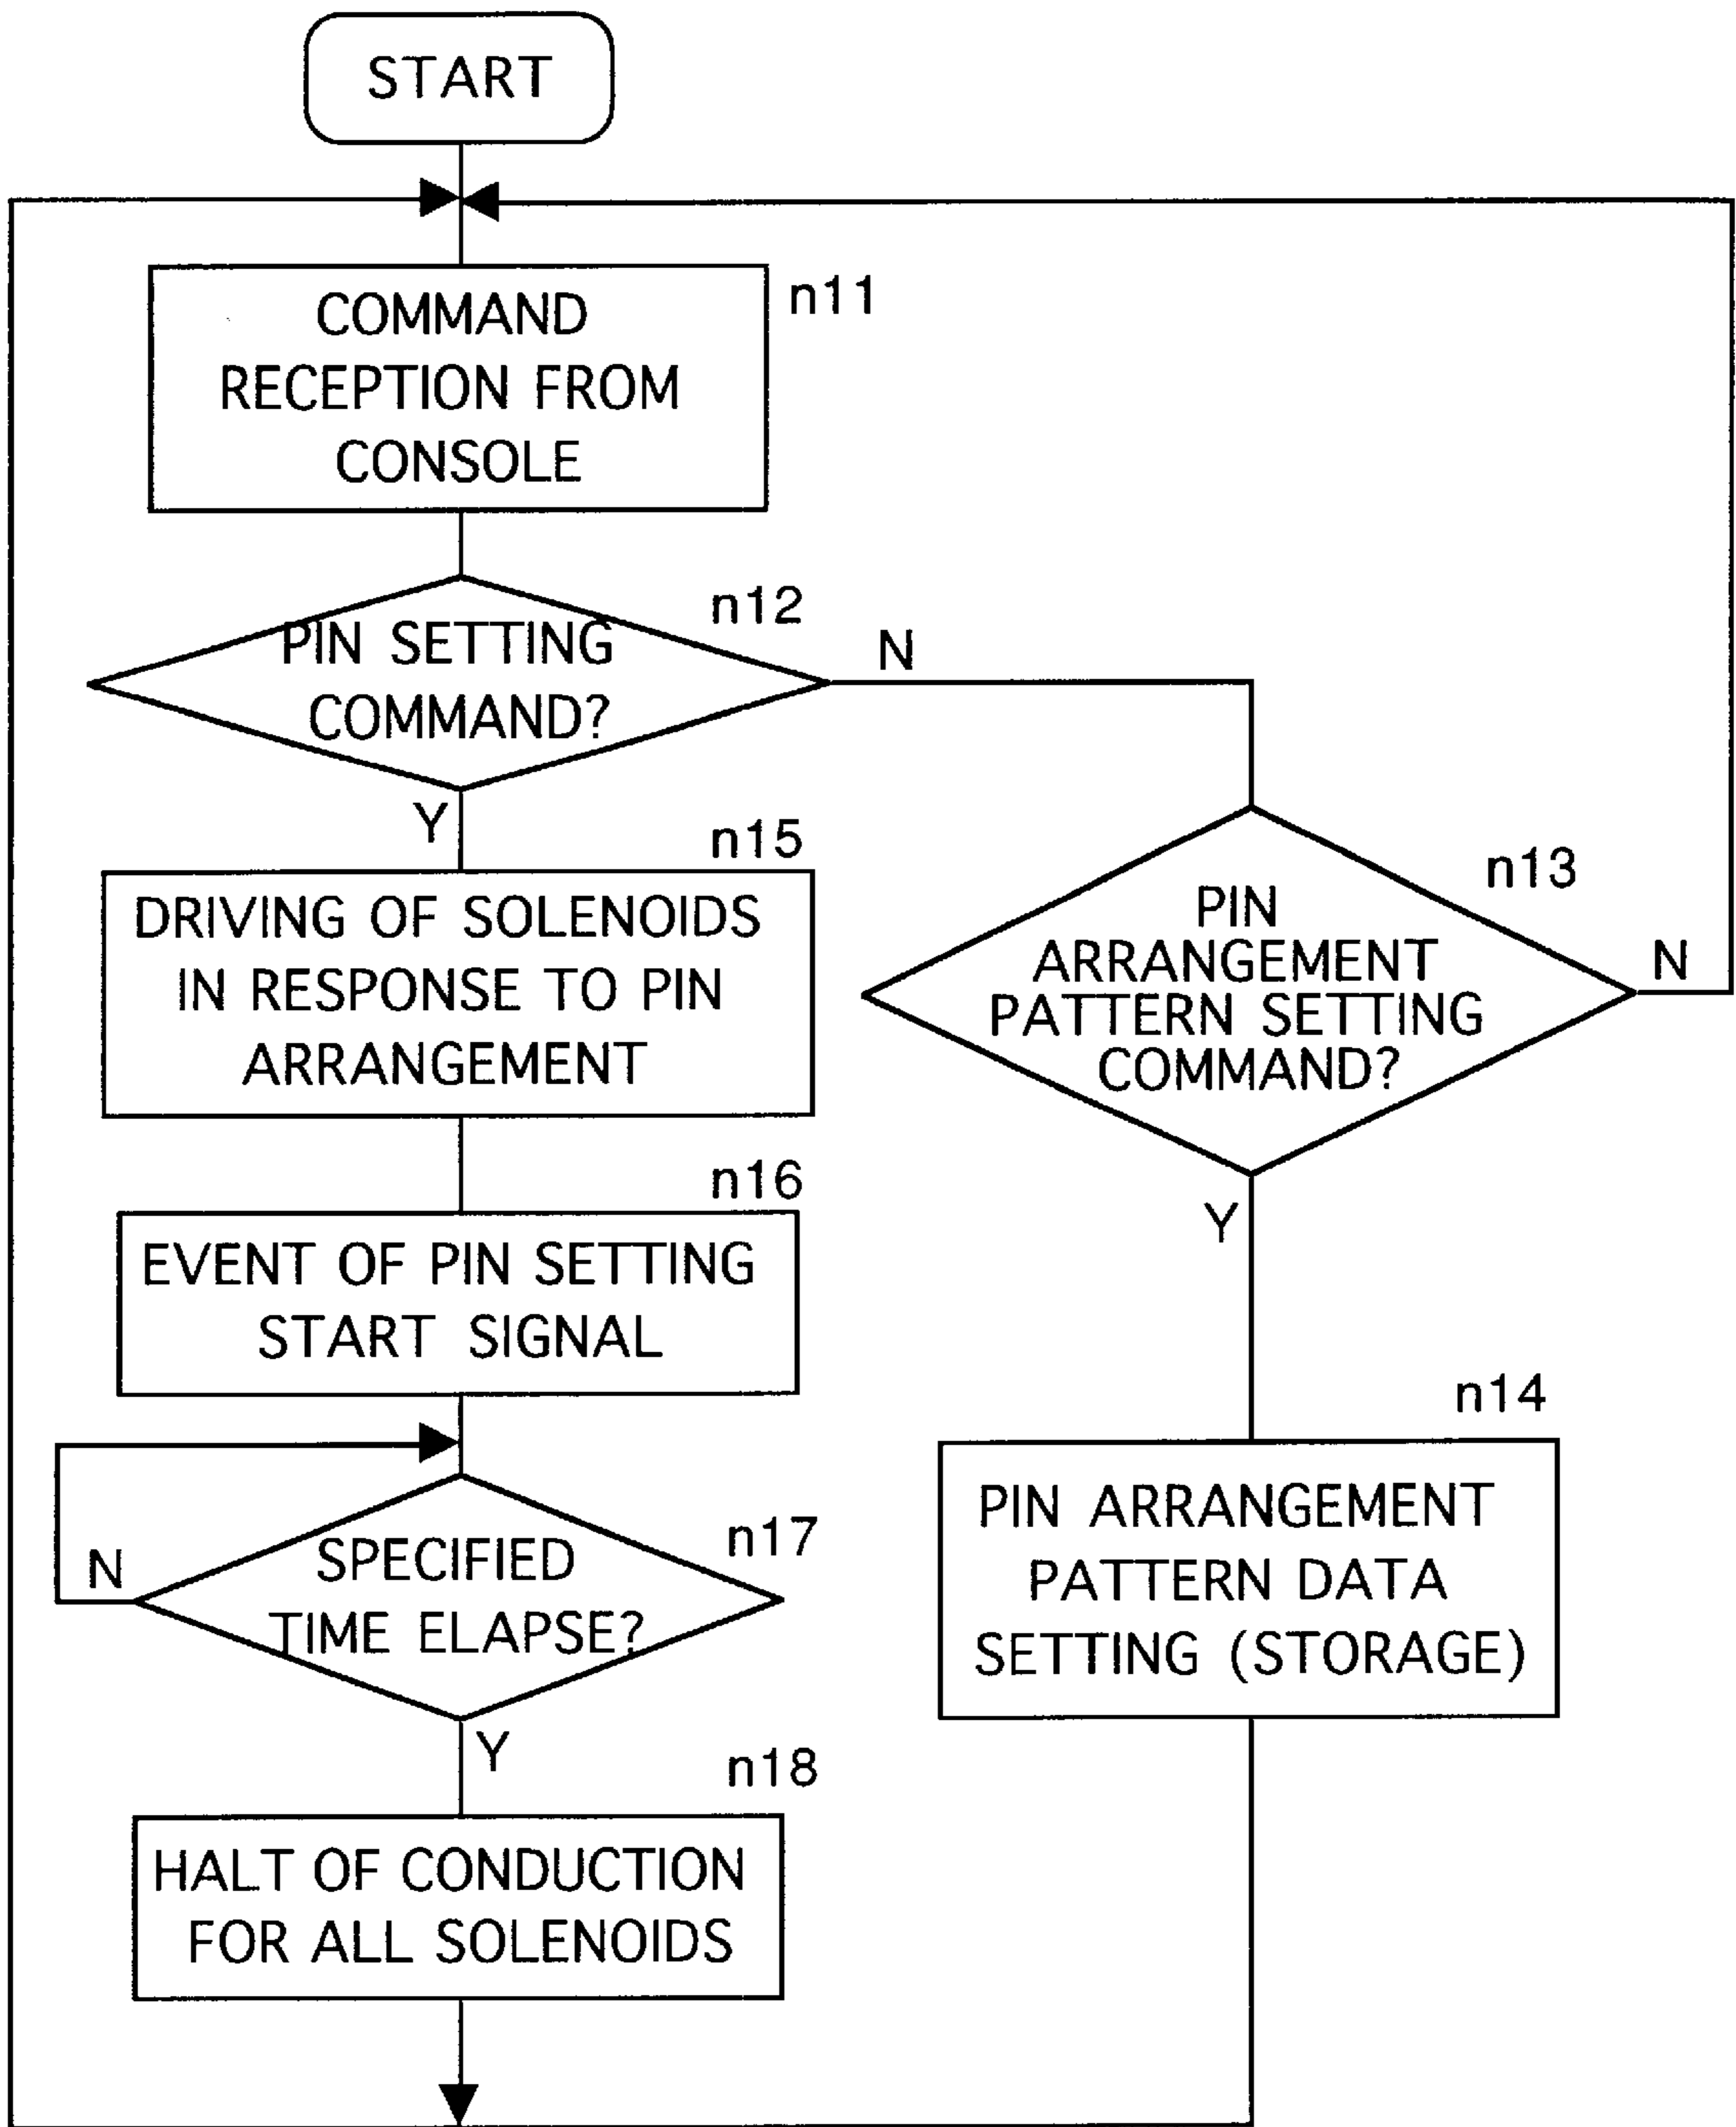 START
n11
COMMAND
RECEPTION FROM
CONSOLE
n12
PIN SETTING
COMMAND?
N
Y
n15
DRIVING OF SOLENOIDS
IN RESPONSE TO PIN
ARRANGEMENT
n13
PIN
ARRANGEMENT
PATTERN SETTING
COMMAND?
N
Y
n16
EVENT OF PIN SETTING
START SIGNAL
n14
PIN ARRANGEMENT
PATTERN DATA
SETTING (STORAGE)
n17
SPECIFIED
TIME ELAPSE?
N
Y
n18
HALT OF CONDUCTION
FOR ALL SOLENOIDS